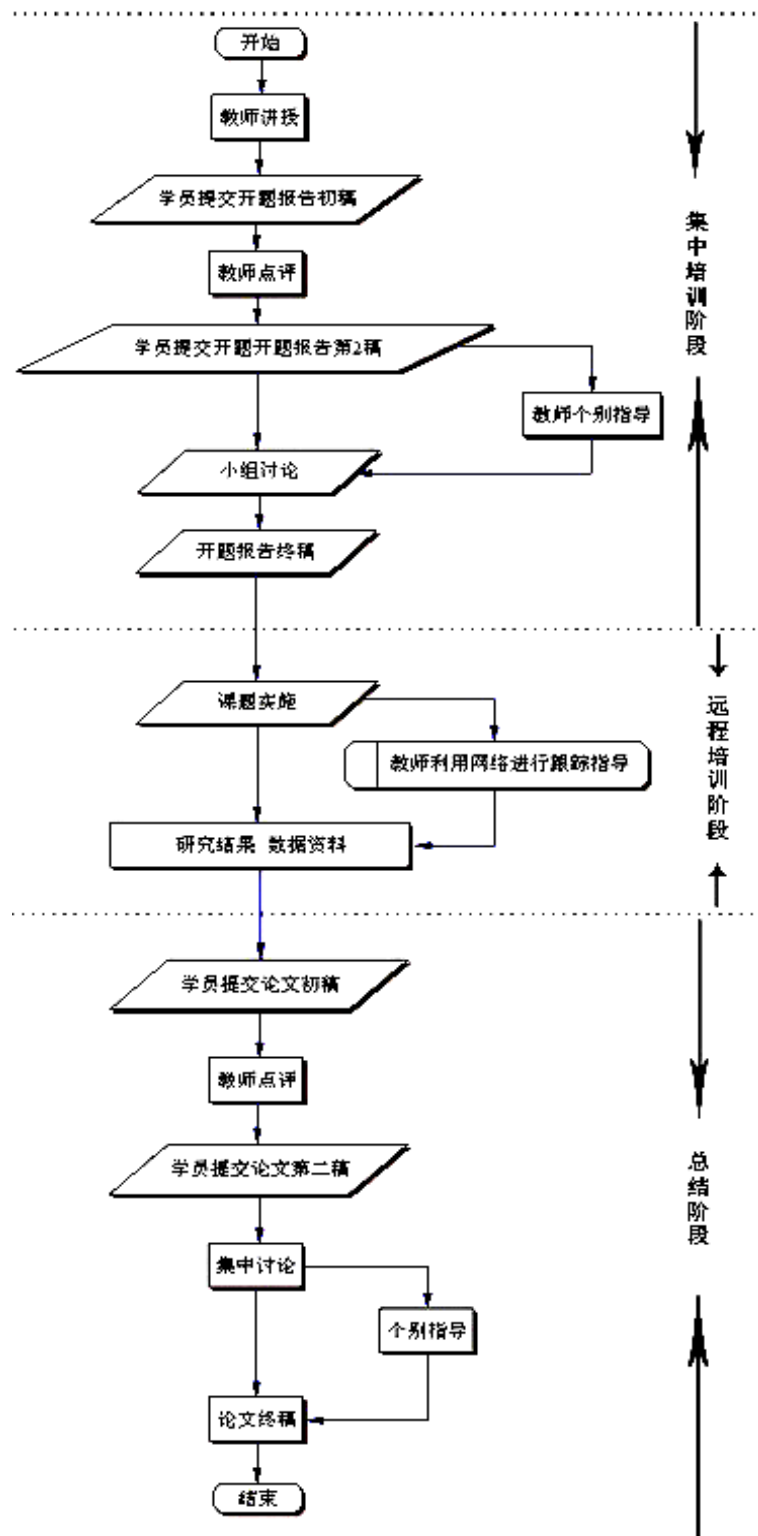 开始
教师讲授
学员提交开题报告初稿
教师点评
学员提交开题开题报告第2稿
教师个别指导
小组讨论
开题报告终稿
集中培训阶段
课题实施
教师利用网络进行跟踪指导
研究结果 数据资料
远程培训阶段
学员提交论文初稿
教师点评
学员提交论文第二稿
集中讨论
个别指导
论文终稿
结束
总结阶段